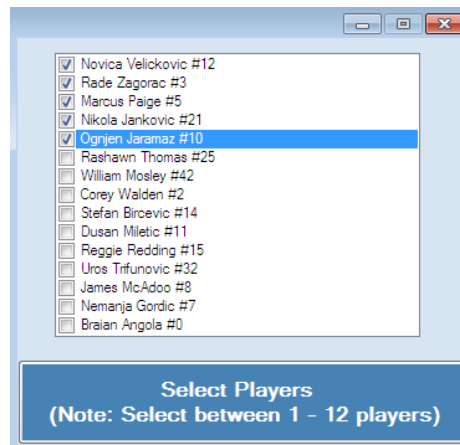 Novica Velickovic #12
Rade Zagorac #3
Marcus Paige #5
Nikola Jankovic #21
Ognjen Jaramaz #10
Rashawn Thomas #25
William Mosley #42
Corey Walden #2
Stefan Bircevic #14
Dusan Miletic #11
Reggie Redding #15
Uros Trifunovic #32
James McAdoo #8
Nemanja Gordic #7
Braian Angola #0
Select Players
(Note: Select between 1 - 12 players)